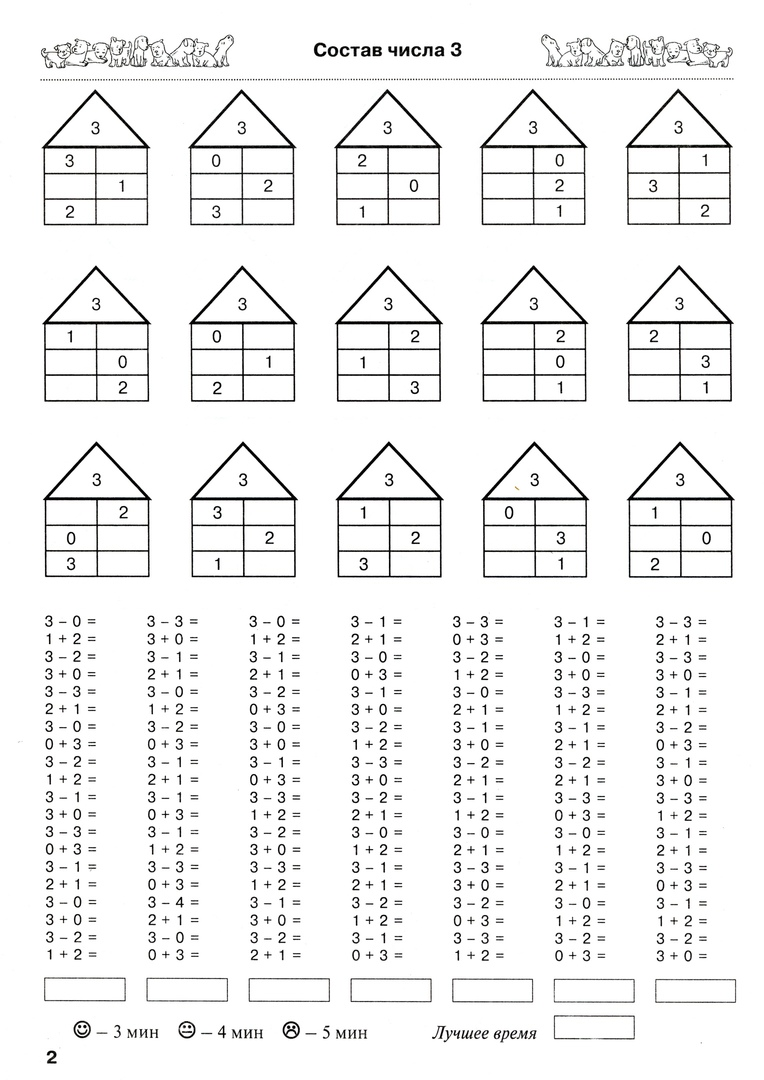 Состав числа 3
3 3 3 3 3
3 0 2 0 1
1 2 0 2 3
2 3 1 1 2
3 3 3 3 3
1 0 2 2 2
0 1 1 0 3
2 2 3 1 1
3 3 3 3 3
2 3 1 0 1
0 2 2 3 0
3 1 3 1 2
3 – 0 = 3 – 3 = 3 – 0 = 3 – 1 = 3 – 3 = 3 – 1 = 3 – 3 =
1 + 2 = 3 + 0 = 1 + 2 = 2 + 1 = 0 + 3 = 1 + 2 = 2 + 1 =
3 – 2 = 3 – 1 = 3 – 1 = 3 – 0 = 3 – 2 = 3 – 0 = 3 – 3 =
3 + 0 = 2 + 1 = 2 + 1 = 0 + 3 = 1 + 2 = 3 + 0 = 3 + 0 =
3 – 3 = 3 – 0 = 3 – 2 = 3 – 1 = 3 – 0 = 3 – 3 = 3 – 1 =
2 + 1 = 1 + 2 = 0 + 3 = 3 + 0 = 2 + 1 = 1 + 2 = 2 + 1 =
3 – 0 = 3 – 2 = 3 – 0 = 3 – 2 = 3 – 1 = 3 – 1 = 3 – 2 =
0 + 3 = 0 + 3 = 3 + 0 = 1 + 2 = 3 + 0 = 2 + 1 = 0 + 3 =
3 – 2 = 3 – 1 = 3 – 1 = 3 – 3 = 3 – 2 = 3 – 2 = 3 – 1 =
1 + 2 = 2 + 1 = 0 + 3 = 3 + 0 = 2 + 1 = 2 + 1 = 3 + 0 =
3 – 1 = 3 – 1 = 3 – 3 = 3 – 2 = 3 – 1 = 3 – 3 = 3 – 3 =
3 + 0 = 0 + 3 = 1 + 2 = 2 + 1 = 1 + 2 = 0 + 3 = 1 + 2 =
3 – 3 = 3 – 1 = 3 – 2 = 3 – 0 = 3 – 0 = 3 – 0 = 3 – 1 =
0 + 3 = 1 + 2 = 3 + 0 = 1 + 2 = 2 + 1 = 1 + 2 = 2 + 1 =
3 – 1 = 3 – 3 = 3 – 3 = 3 – 1 = 3 – 3 = 3 – 1 = 3 – 3 =
2 + 1 = 0 + 3 = 1 + 2 = 2 + 1 = 3 + 0 = 2 + 1 = 0 + 3 =
3 – 0 = 3 – 4 = 3 – 1 = 3 – 2 = 3 – 2 = 3 – 0 = 3 – 1 =
3 + 0 = 2 + 1 = 3 + 0 = 1 + 2 = 0 + 3 = 1 + 2 = 1 + 2 =
3 – 2 = 3 – 0 = 3 – 2 = 3 – 1 = 3 – 3 = 3 – 2 = 3 – 2 =
1 + 2 = 0 + 3 = 2 + 1 = 0 + 3 = 1 + 2 = 0 + 3 = 3 + 0 =
– 3 мин – 4 мин – 5 мин Лучшее время
2